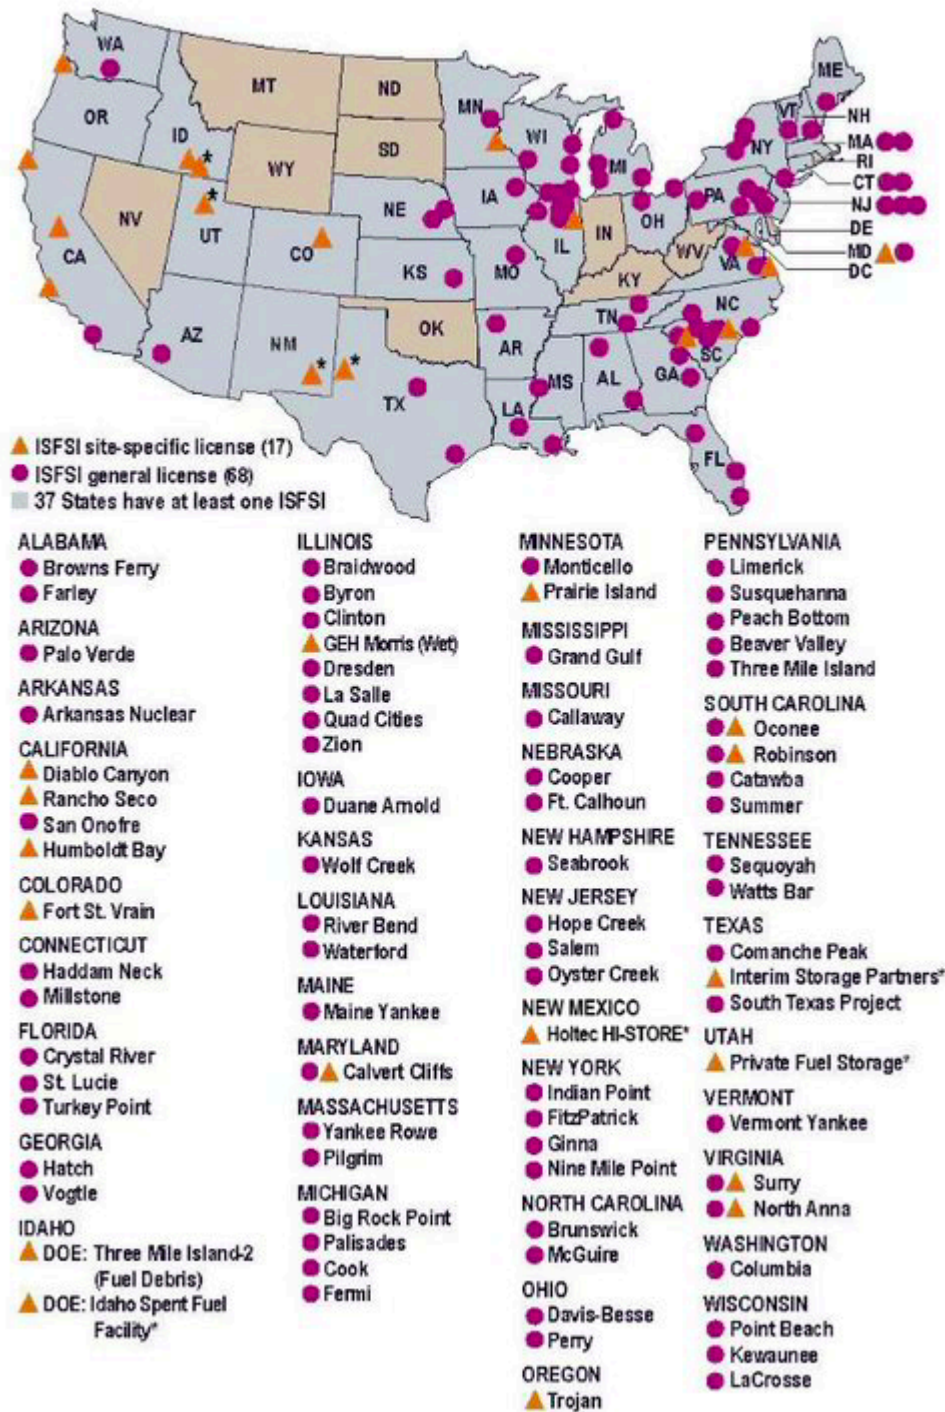 WA
MT
ND
MN
ME
VT
NH
OR
ID
*
WI
NY
MA
SD
MI
RI
WY
CT
IA
PA
NJ
NE
OH
NV
*
IL
IN
DE
UT
WV
MD
CO
VA
DC
CA
KS
MO
KY
NC
TN
OK
AZ
NM
AR
SC
* *
MS
AL
GA
TX
LA
FL
ISFSI site-specific license (17)
ISFSI general license (68)
37 States have at least one ISFSI
ALABAMA
Browns Ferry
Farley
ARIZONA
Palo Verde
ARKANSAS
Arkansas Nuclear
CALIFORNIA
Diablo Canyon
Rancho Seco
San Onofre
Humboldt Bay
COLORADO
Fort St. Vrain
CONNECTICUT
Haddam Neck
Millstone
FLORIDA
Crystal River
St. Lucie
Turkey Point
GEORGIA
Hatch
Vogtle
IDAHO
DOE: Three Mile Island-2
(Fuel Debris)
DOE: Idaho Spent Fuel
Facility*
ILLINOIS
Braidwood
Byron
Clinton
GEH Morris (Wet)
Dresden
La Salle
Quad Cities
Zion
IOWA
Duane Arnold
KANSAS
Wolf Creek
LOUISIANA
River Bend
Waterford
MAINE
Maine Yankee
MARYLAND
Calvert Cliffs
MASSACHUSETTS
Yankee Rowe
Pilgrim
MICHIGAN
Big Rock Point
Palisades
Cook
Fermi
MINNESOTA
Monticello
Prairie Island
MISSISSIPPI
Grand Gulf
MISSOURI
Callaway
NEBRASKA
Cooper
Ft. Calhoun
NEW HAMPSHIRE
Seabrook
NEW JERSEY
Hope Creek
Salem
Oyster Creek
NEW MEXICO
Holtec HI-STORE*
NEW YORK
Indian Point
FitzPatrick
Ginna
Nine Mile Point
NORTH CAROLINA
Brunswick
McGuire
OHIO
Davis-Besse
Perry
OREGON
Trojan
PENNSYLVANIA
Limerick
Susquehanna
Peach Bottom
Beaver Valley
Three Mile Island
SOUTH CAROLINA
Oconee
Robinson
Catawba
Summer
TENNESSEE
Sequoyah
Watts Bar
TEXAS
Comanche Peak
Interim Storage Partners*
South Texas Project
UTAH
Private Fuel Storage*
VERMONT
Vermont Yankee
VIRGINIA
Surry
North Anna
WASHINGTON
Columbia
WISCONSIN
Point Beach
Kewaunee
LaCrosse